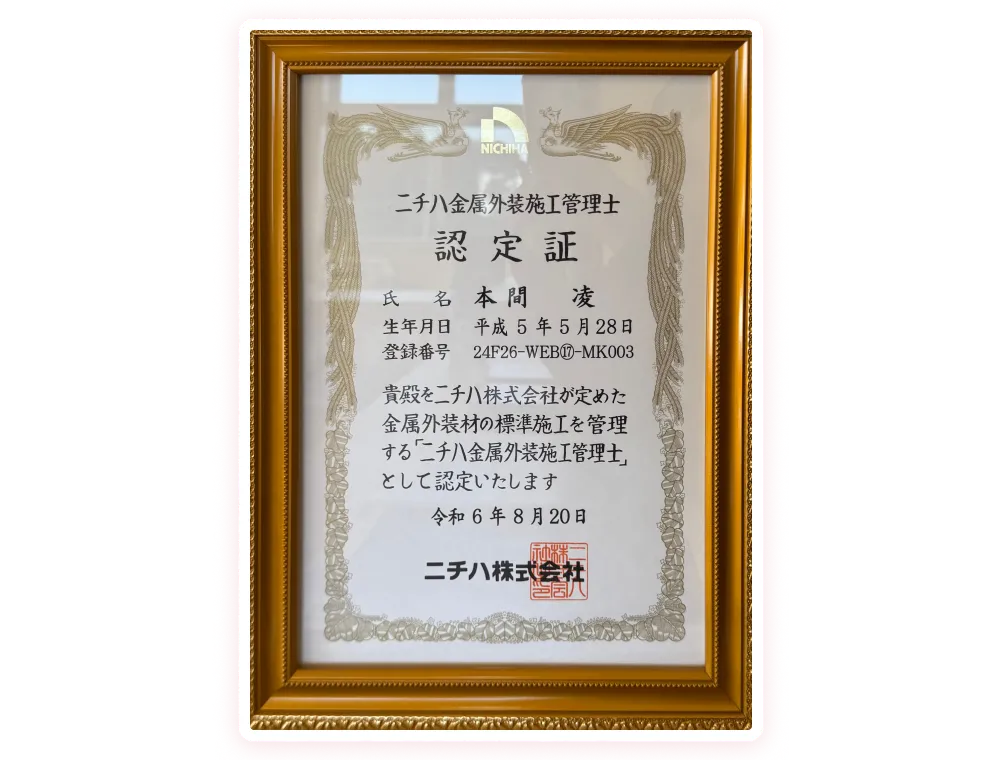 NICHIHA
ニチハ金属外装施工管理士
認定証
氏名 本間 凌
生年月日 平成5年5月28日
登録番号 24F26-WEB⑰-MK003
貴殿をニチハ株式会社が定めた
金属外装材の標準施工を管理
する「ニチハ金属外装施工管理士」
として認定いたします
令和6年8月20日
ニチハ株式会社